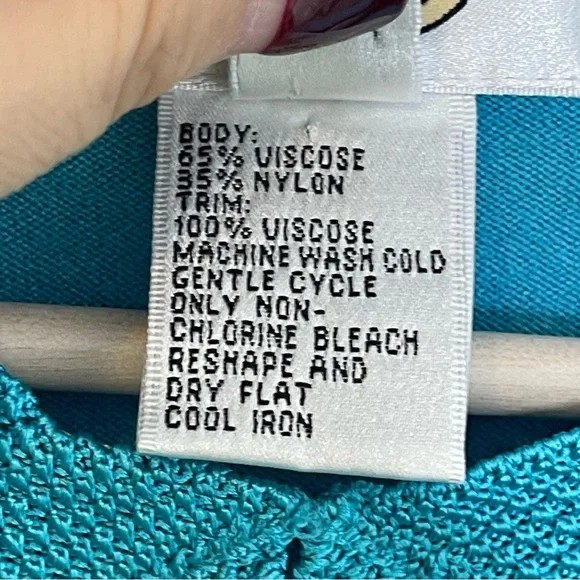 BODY:
65% VISCOSE
35% NYLON
TRIM:
100% VISCOSE
MACHINE WASH COLD
GENTLE CYCLE
ONLY NON-
CHLORINE BLEACH
RESHAPE AND
DRY FLAT
COOL IRON